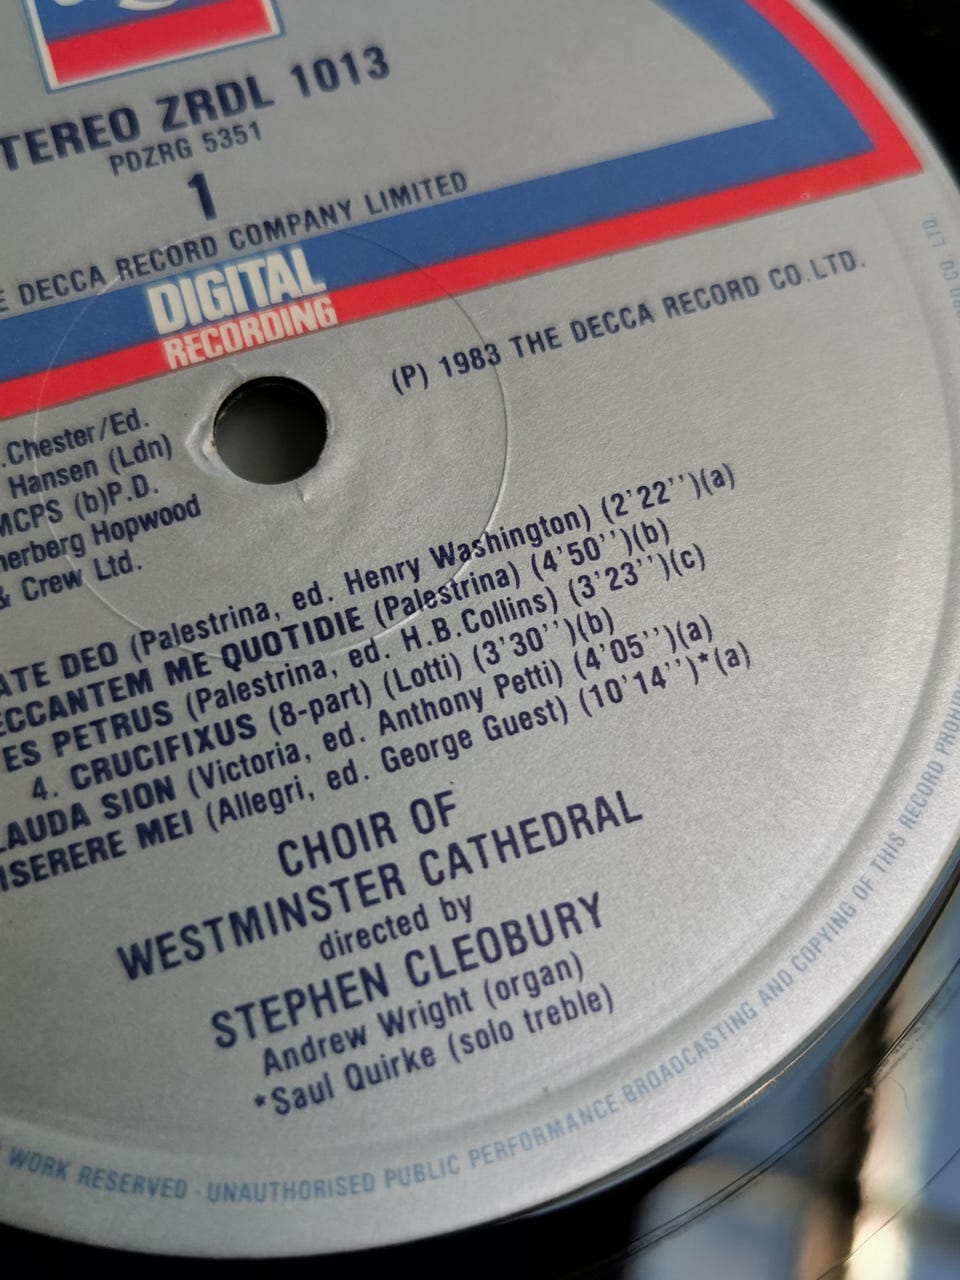 STEREO ZRDL 1013
PDZRG 5351
1
THE DECCA RECORD COMPANY LIMITED
DIGITAL
RECORDING
(P) 1983 THE DECCA RECORD CO.LTD.
.Chester/Ed.
Hansen (Ldn)
MCPS (b)P.D.
herberg Hopwood
& Crew Ltd.
ATE DEO (Palestrina, ed. Henry Washington) (2'22'')(a)
ECCANTEM ME QUOTIDIE (Palestrina) (4'50'')(b)
ES PETRUS (Palestrina, ed. H.B.Collins) (3'23'')(c)
4. CRUCIFIXUS (8-part) (Lotti) (3'30'')(b)
LAUDA SION (Victoria, ed. Anthony Petti) (4'05'')(a)
ISERERE MEI (Allegri, ed. George Guest) (10'14'')*(a)
CHOIR OF
WESTMINSTER CATHEDRAL
directed by
STEPHEN CLEOBURY
Andrew Wright (organ)
*Saul Quirke (solo treble)
WORK RESERVED · UNAUTHORISED PUBLIC PERFORMANCE BROADCASTING AND COPYING OF THIS RECORD PROHIBI
CO LTD.